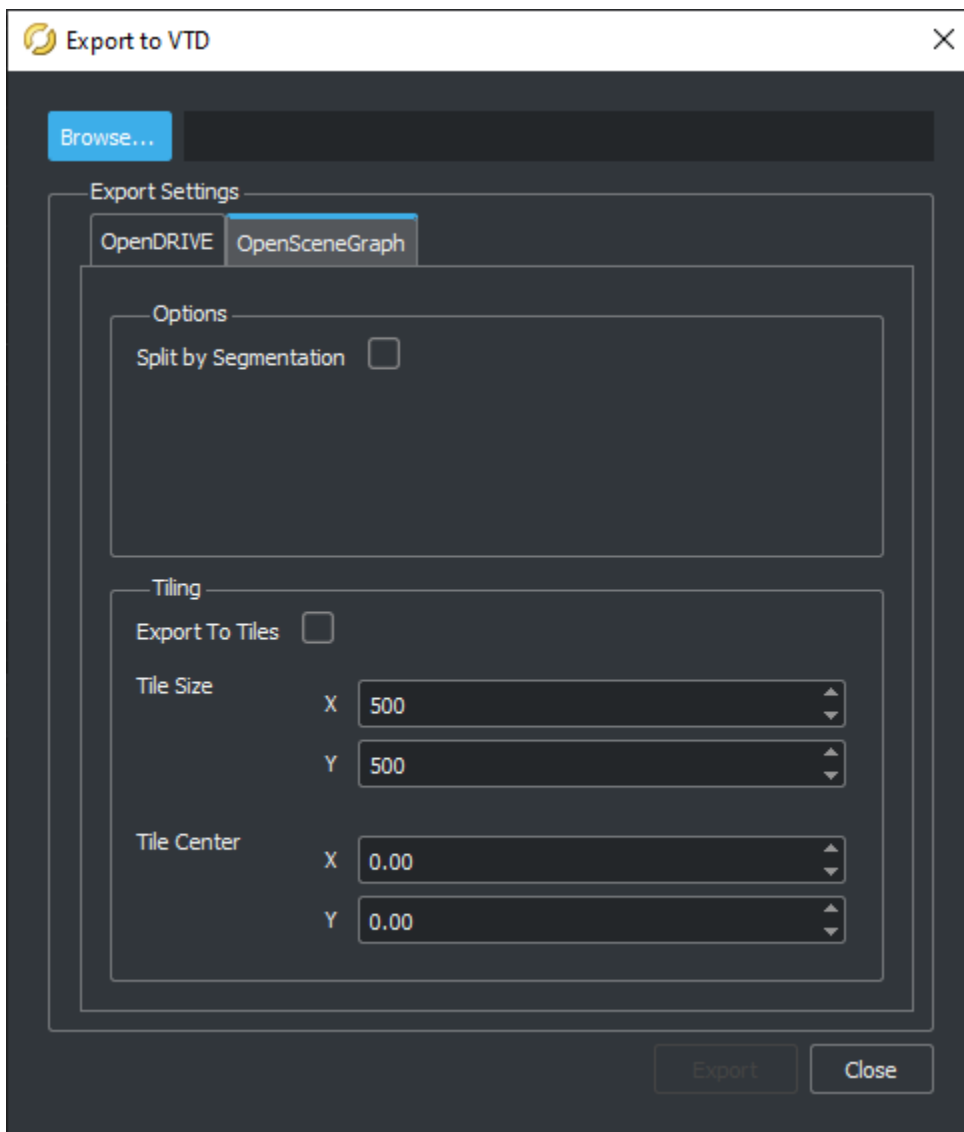 Export to VTD
Browse...
Export Settings
OpenDRIVE OpenSceneGraph
Options
Split by Segmentation
Tiling
Export To Tiles
Tile Size
X 500
Y 500
Tile Center
X 0.00
Y 0.00
Export Close